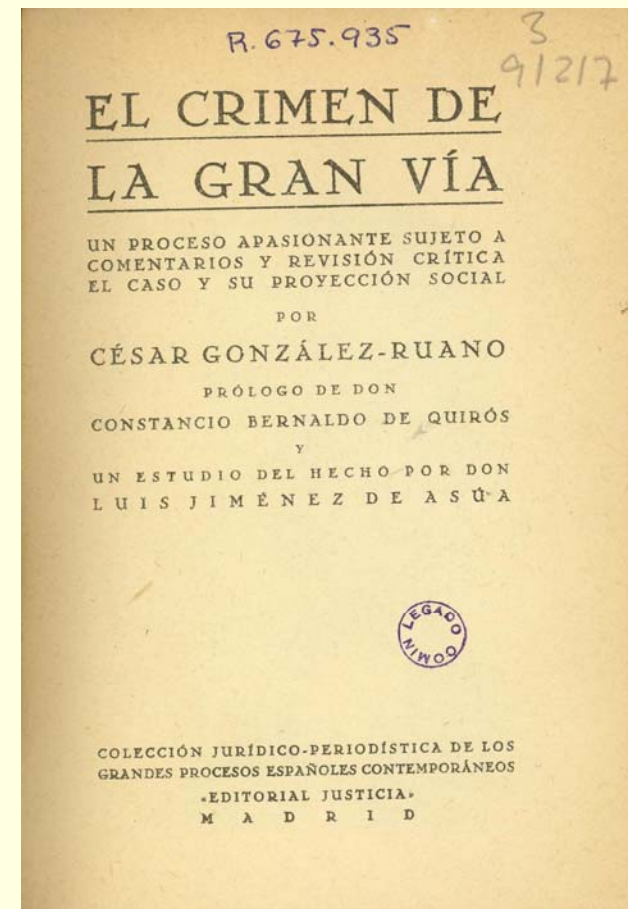 R. 675.935
3
91217
EL CRIMEN DE
LA GRAN VÍA
UN PROCESO APASIONANTE SUJETO A
COMENTARIOS Y REVISIÓN CRÍTICA
EL CASO Y SU PROYECCIÓN SOCIAL
POR
CÉSAR GONZÁLEZ-RUANO
PRÓLOGO DE DON
CONSTANCIO BERNALDO DE QUIRÓS
Y
UN ESTUDIO DEL HECHO POR DON
LUIS JIMÉNEZ DE ASÚA
LEGADO COMIN
COLECCIÓN JURÍDICO-PERIODÍSTICA DE LOS
GRANDES PROCESOS ESPAÑOLES CONTEMPORÁNEOS
«EDITORIAL JUSTICIA»
MADRID